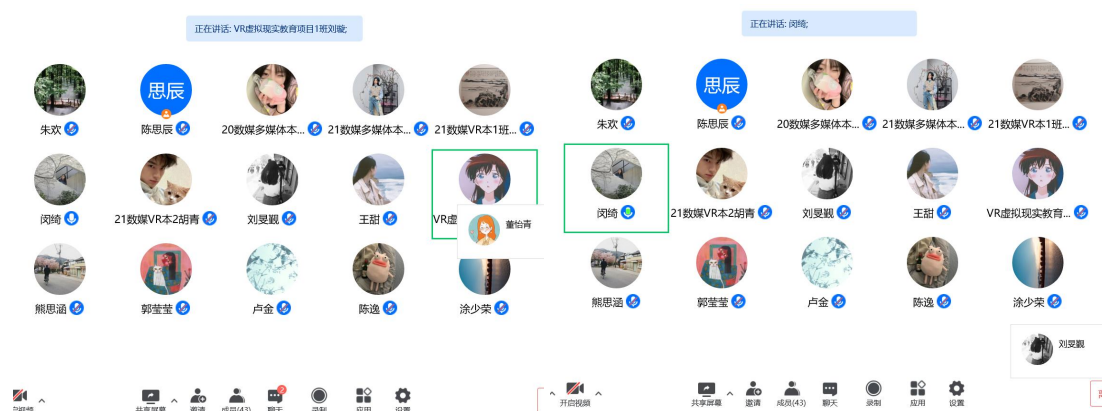 正在讲话: VR虚拟现实教育项目1班刘璇;
思辰
朱欢
陈思辰
20数媒多媒体本...
21数媒多媒体本...
21数媒VR本1班...
闵绮
21数媒VR本2胡青
刘旻觐
王甜
VR虚
董怡青
熊思涵
郭莹莹
卢金
陈逸
涂少荣
2
共享屏幕
邀请
成员(43)
聊天
录制
应用
设置
正在讲话: 闵绮;
思辰
朱欢
陈思辰
20数媒多媒体本...
21数媒多媒体本...
21数媒VR本1班...
闵绮
21数媒VR本2胡青
刘旻觐
王甜
VR虚拟现实教育...
熊思涵
郭莹莹
卢金
陈逸
涂少荣
刘旻觐
开启视频
共享屏幕
邀请
成员(43)
聊天
录制
应用
设置